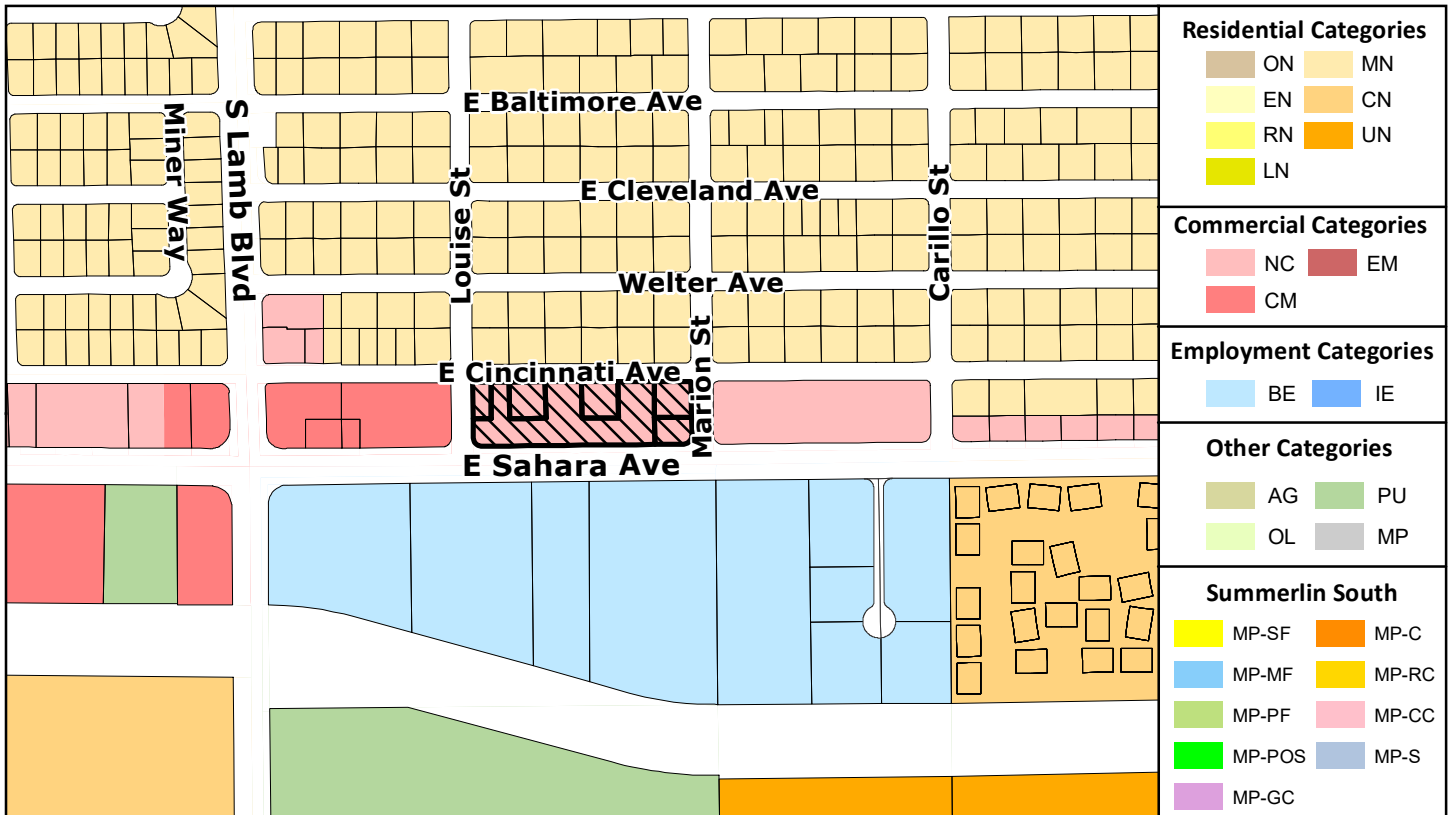 E Baltimore Ave
Miner Way
S Lamb Blvd
Louise St
E Cleveland Ave
Carillo St
Welter Ave
Marion St
E Cincinnati Ave
E Sahara Ave
Residential Categories
ON MN
EN CN
RN UN
LN
Commercial Categories
NC EM
CM
Employment Categories
BE IE
Other Categories
AG PU
OL MP
Summerlin South
MP-SF MP-C
MP-MF MP-RC
MP-PF MP-CC
MP-POS MP-S
MP-GC